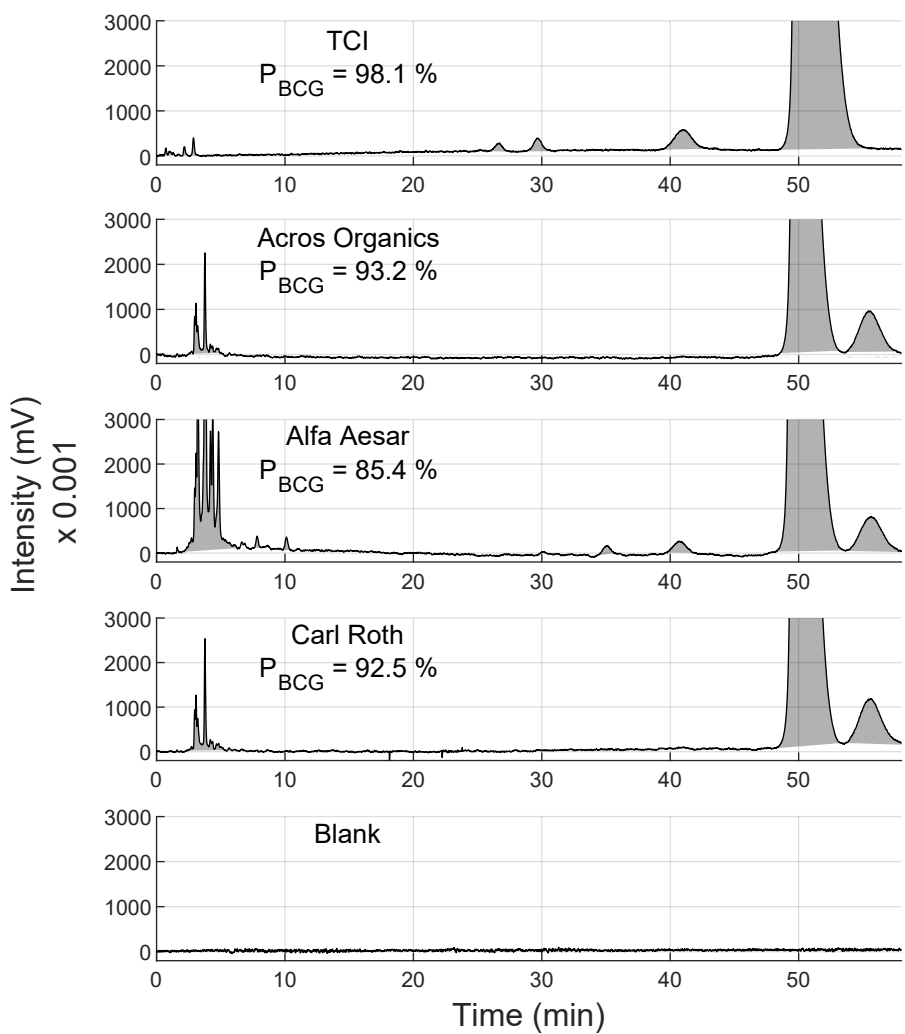 3000
TCI
2000
P_BCG = 98.1 %
1000
0
0 10 20 30 40 50
3000
Acros Organics
2000
P_BCG = 93.2 %
1000
0
0 10 20 30 40 50
3000
Alfa Aesar
2000
P_BCG = 85.4 %
1000
0
0 10 20 30 40 50
Intensity (mV)
x 0.001
3000
Carl Roth
2000
P_BCG = 92.5 %
1000
0
0 10 20 30 40 50
3000
Blank
2000
1000
0
0 10 20 30 40 50
Time (min)